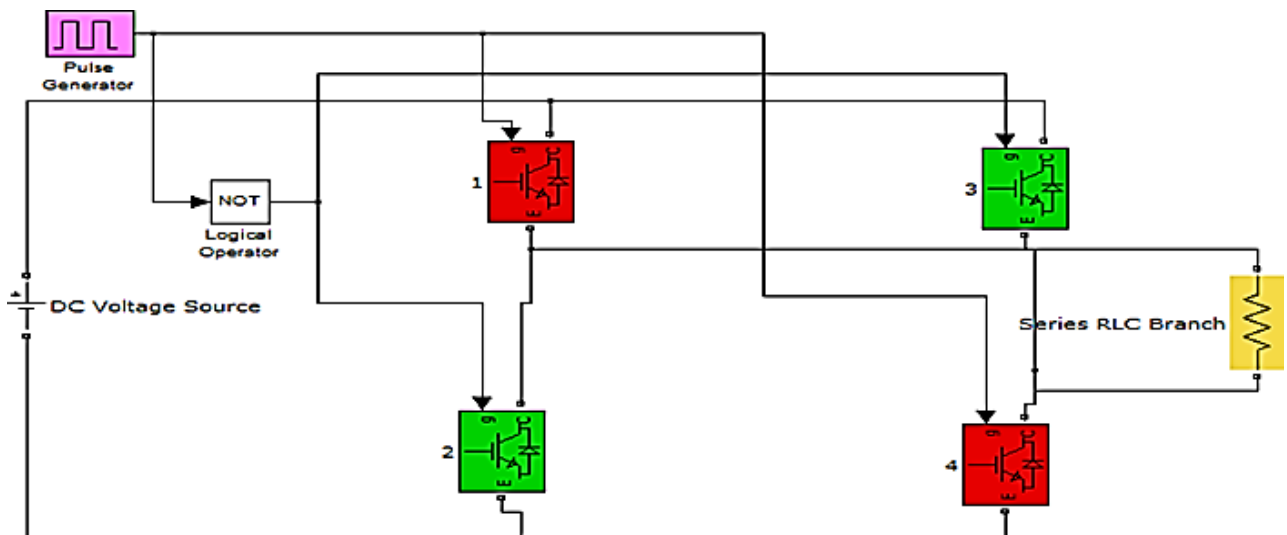 Pulse
Generator
g
C
1
E
g
C
3
E
NOT
Logical
Operator
+
DC Voltage Source
Series RLC Branch
g
C
2
E
g
C
4
E